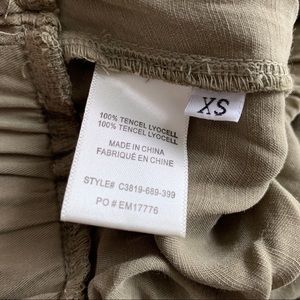 XS
100% TENCEL LYOCELL
100% TENCEL LYOCELL
MADE IN CHINA
FABRIQUÉ EN CHINE
STYLE# C3819-689-399
PO # EM17776